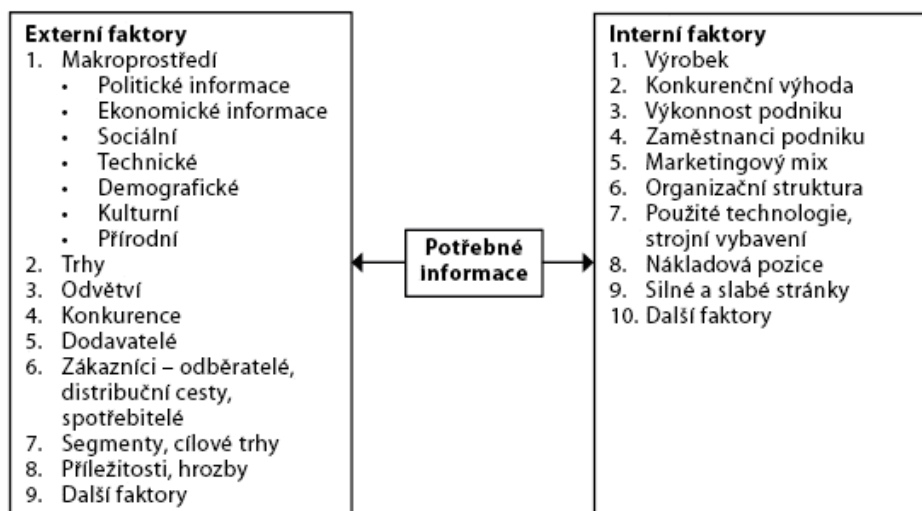 Externí faktory
1. Makroprostředí
• Politické informace
• Ekonomické informace
• Sociální
• Technické
• Demografické
• Kulturní
• Přírodní
2. Trhy
3. Odvětví
4. Konkurence
5. Dodavatelé
6. Zákazníci – odběratelé,
distribuční cesty,
spotřebitelé
7. Segmenty, cílové trhy
8. Příležitosti, hrozby
9. Další faktory
Potřebné
informace
Interní faktory
1. Výrobek
2. Konkurenční výhoda
3. Výkonnost podniku
4. Zaměstnanci podniku
5. Marketingový mix
6. Organizační struktura
7. Použité technologie,
strojní vybavení
8. Nákladová pozice
9. Silné a slabé stránky
10. Další faktory